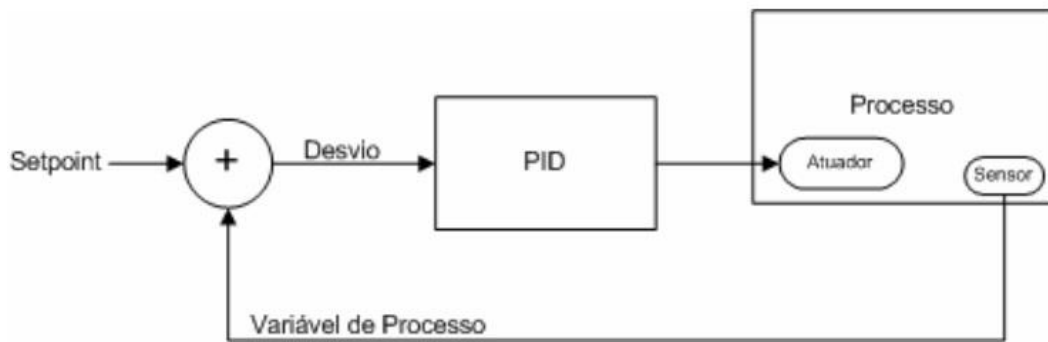 Setpoint
+
Desvio
PID
Processo
Atuador
Sensor
Variável de Processo